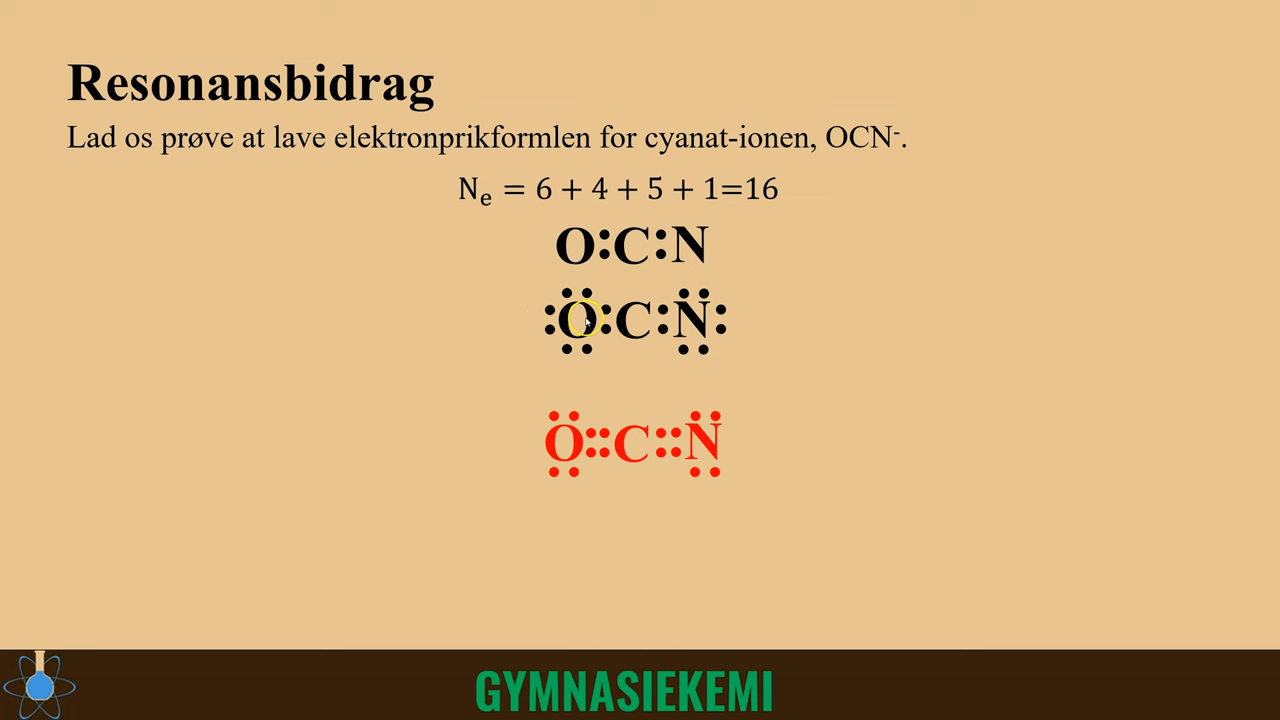 Resonansbidrag
Lad os prøve at lave elektronprikformlen for cyanat-ionen, OCN⁻.
Nₑ = 6 + 4 + 5 + 1=16
O:C:N
O:C:N
O::C::N
GYMNASIEKEMI